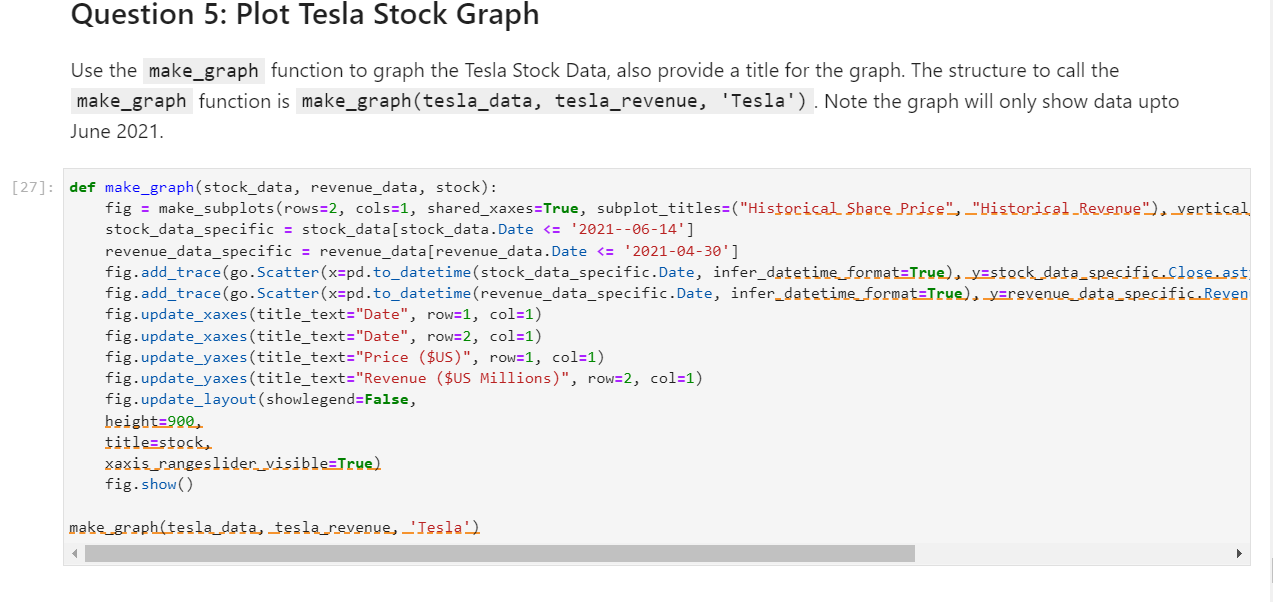 Question 5: Plot Tesla Stock Graph
Use the make_graph function to graph the Tesla Stock Data, also provide a title for the graph. The structure to call the
make_graph function is make_graph(tesla_data, tesla_revenue, 'Tesla') . Note the graph will only show data upto
June 2021.
[27]: def make_graph(stock_data, revenue_data, stock):
    fig = make_subplots(rows=2, cols=1, shared_xaxes=True, subplot_titles=("Historical Share Price", "Historical Revenue"), vertical_
    stock_data_specific = stock_data[stock_data.Date <= '2021--06-14']
    revenue_data_specific = revenue_data[revenue_data.Date <= '2021-04-30']
    fig.add_trace(go.Scatter(x=pd.to_datetime(stock_data_specific.Date, infer_datetime_format=True), y=stock_data_specific.Close.ast
    fig.add_trace(go.Scatter(x=pd.to_datetime(revenue_data_specific.Date, infer_datetime_format=True), y=revenue_data_specific.Reven
    fig.update_xaxes(title_text="Date", row=1, col=1)
    fig.update_xaxes(title_text="Date", row=2, col=1)
    fig.update_yaxes(title_text="Price ($US)", row=1, col=1)
    fig.update_yaxes(title_text="Revenue ($US Millions)", row=2, col=1)
    fig.update_layout(showlegend=False,
    height=900,
    title=stock,
    xaxis_rangeslider_visible=True)
    fig.show()
make_graph(tesla_data, tesla_revenue, 'Tesla')